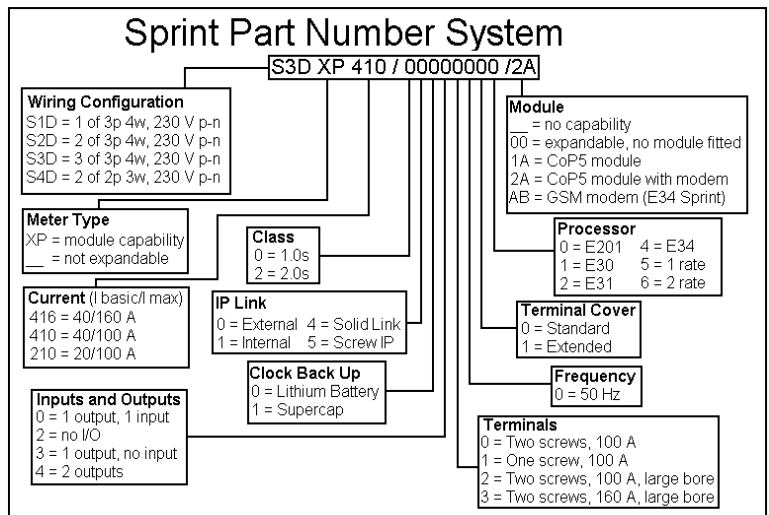 Sprint Part Number System
S3D XP 410 / 00000000 /2A
Wiring Configuration
S1D = 1 of 3p 4w, 230 V p-n
S2D = 2 of 3p 4w, 230 V p-n
S3D = 3 of 3p 4w, 230 V p-n
S4D = 2 of 2p 3w, 230 V p-n
Meter Type
XP = module capability
__ = not expandable
Current (I basic/I max)
416 = 40/160 A
410 = 40/100 A
210 = 20/100 A
Inputs and Outputs
0 = 1 output, 1 input
2 = no I/O
3 = 1 output, no input
4 = 2 outputs
Class
0 = 1.0s
2 = 2.0s
IP Link
0 = External 4 = Solid Link
1 = Internal 5 = Screw IP
Clock Back Up
0 = Lithium Battery
1 = Supercap
Module
__ = no capability
00 = expandable, no module fitted
1A = CoP5 module
2A = CoP5 module with modem
AB = GSM modem (E34 Sprint)
Processor
0 = E201 4 = E34
1 = E30 5 = 1 rate
2 = E31 6 = 2 rate
Terminal Cover
0 = Standard
1 = Extended
Frequency
0 = 50 Hz
Terminals
0 = Two screws, 100 A
1 = One screw, 100 A
2 = Two screws, 100 A, large bore
3 = Two screws, 160 A, large bore